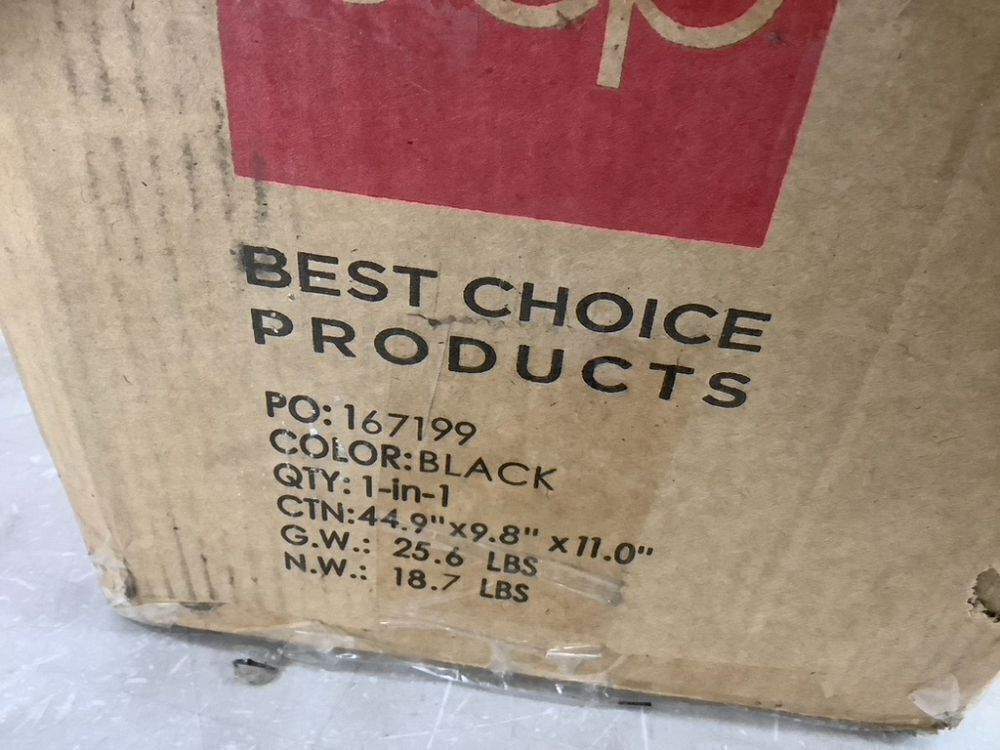 BEST CHOICE
PRODUCTS
PO: 167199
COLOR: BLACK
QTY: 1-in-1
CTN: 44.9" x 9.8" x 11.0"
G.W.: 25.6 LBS
N.W.: 18.7 LBS